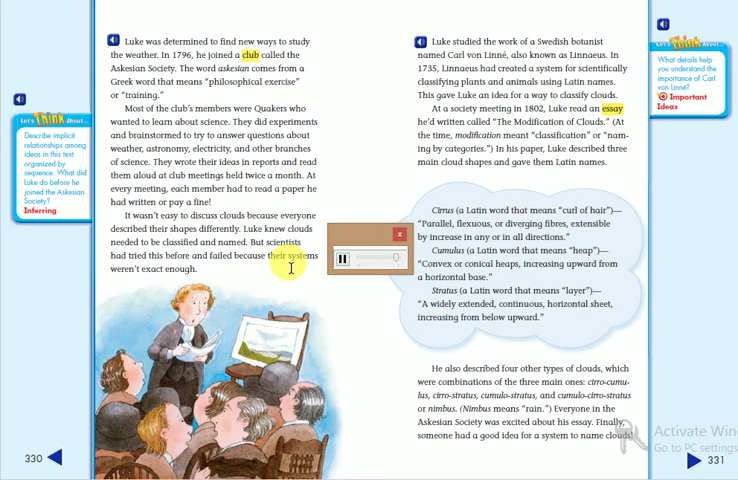 Let's Think About...
Describe implicit
relationships among
ideas in this text
organized by
sequence. What did
Luke do before he
joined the Askesian
Society?
Inferring
Luke was determined to find new ways to study
the weather. In 1796, he joined a club called the
Askesian Society. The word askesian comes from a
Greek word that means “philosophical exercise”
or “training.”
Most of the club's members were Quakers who
wanted to learn about science. They did experiments
and brainstormed to try to answer questions about
weather, astronomy, electricity, and other branches
of science. They wrote their ideas in reports and read
them aloud at club meetings held twice a month. At
every meeting, each member had to read a paper he
had written or pay a fine!
It wasn't easy to discuss clouds because everyone
described their shapes differently. Luke knew clouds
needed to be classified and named. But scientists
had tried this before and failed because their systems
weren't exact enough.
330
Luke studied the work of a Swedish botanist
named Carl von Linné, also known as Linnaeus. In
1735, Linnaeus had created a system for scientifically
classifying plants and animals using Latin names.
This gave Luke an idea for a way to classify clouds.
At a society meeting in 1802, Luke read an essay
he'd written called “The Modification of Clouds.” (At
the time, modification meant “classification” or “nam-
ing by categories.”) In his paper, Luke described three
main cloud shapes and gave them Latin names.
Cirrus (a Latin word that means “curl of hair”)—
“Parallel, flexuous, or diverging fibres, extensible
by increase in any or in all directions.”
Cumulus (a Latin word that means “heap”)—
“Convex or conical heaps, increasing upward from
a horizontal base.”
Stratus (a Latin word that means “layer”)—
“A widely extended, continuous, horizontal sheet,
increasing from below upward.”
He also described four other types of clouds, which
were combinations of the three main ones: cirro-cumu-
lus, cirro-stratus, cumulo-stratus, and cumulo-cirro-stratus
or nimbus. (Nimbus means “rain.”) Everyone in the
Askesian Society was excited about his essay. Finally,
someone had a good idea for a system to name clouds!
Let's Think About...
What details help
you understand the
importance of Carl
von Linné?
Important
Ideas
Activate Win
Go to PC settings
331